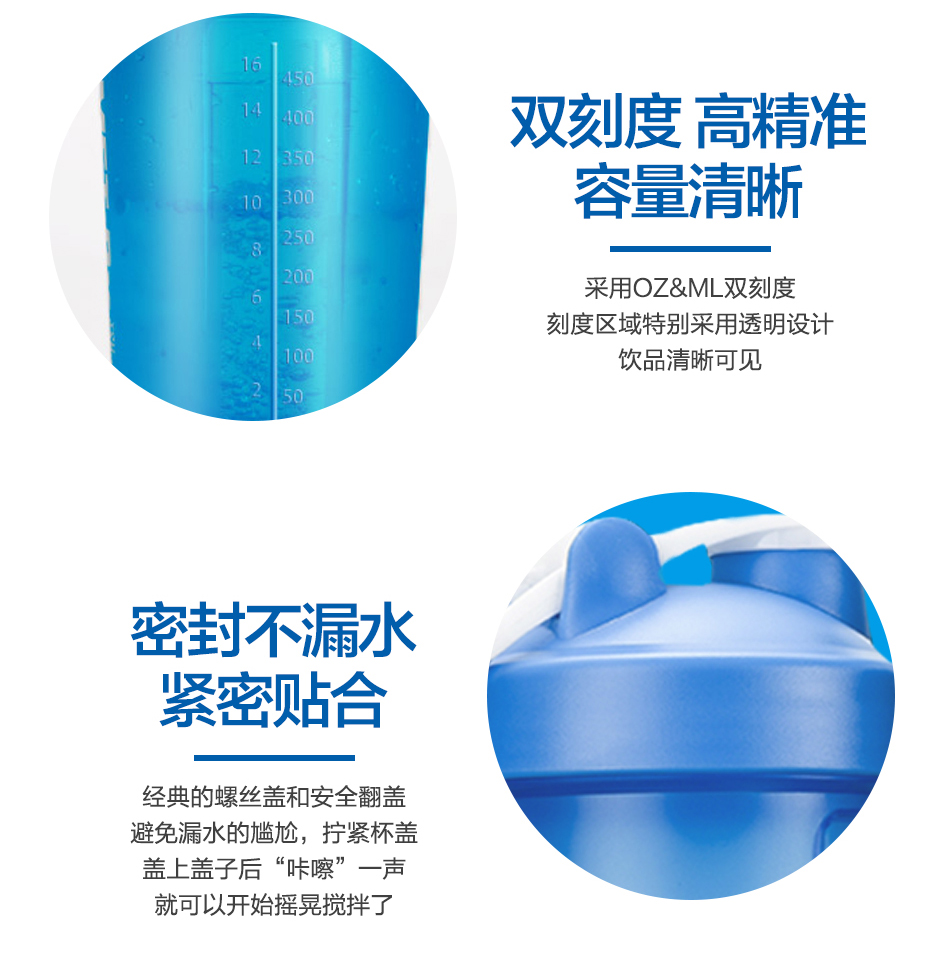 16
450
14
400
12
350
10
300
250
8
200
6
150
4
100
2
50
双刻度 高精准
容量清晰
采用OZ&ML双刻度
刻度区域特别采用透明设计
饮品清晰可见
密封不漏水
紧密贴合
经典的螺丝盖和安全翻盖
避免漏水的尴尬，拧紧杯盖
盖上盖子后“咔嚓”一声
就可以开始摇晃搅拌了